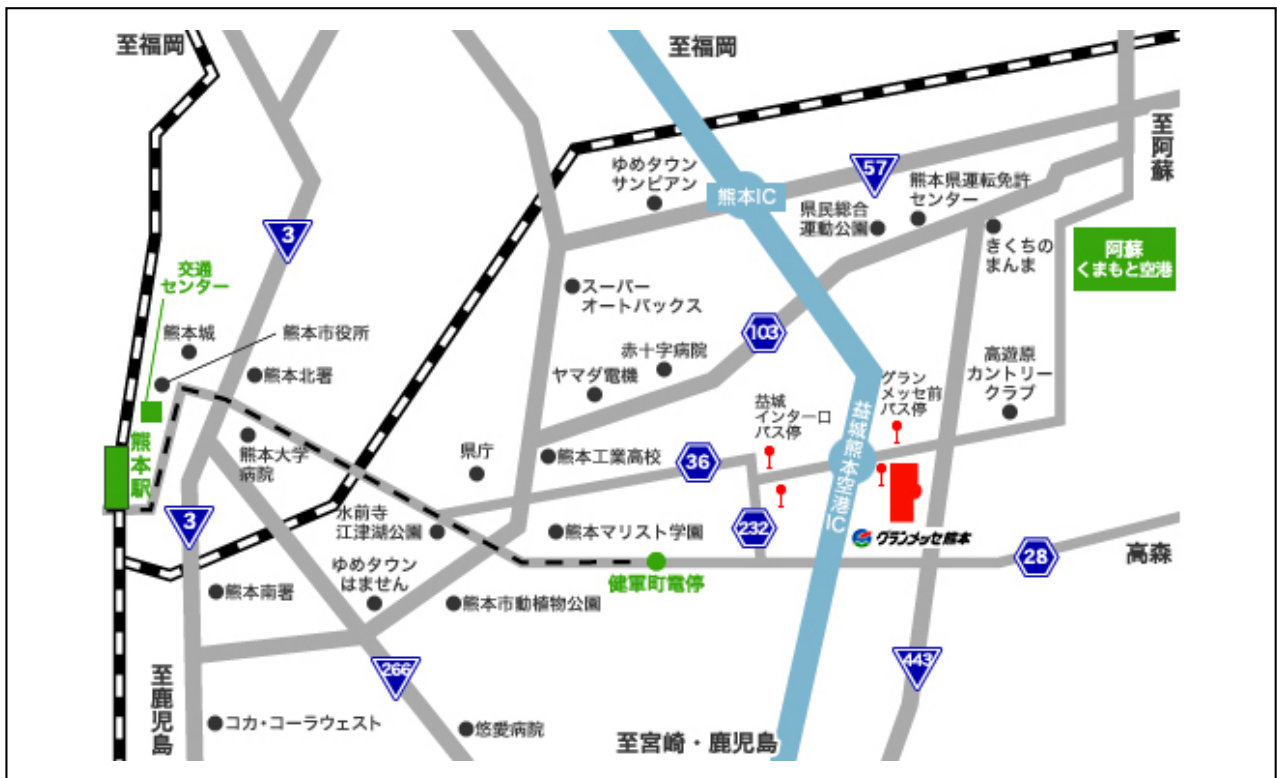 至福岡
至福岡
至阿蘇
57
ゆめタウン
サンピアン
熊本IC
熊本県運転免許
センター
県民総合
運動公園
きくちの
まんま
阿蘇
くまもと空港
3
交通
センター
熊本城
熊本市役所
スーパー
オートバックス
103
赤十字病院
ヤマダ電機
熊本北署
高遊原
カントリー
クラブ
グラン
メッセ前
バス停
益城
インター口
バス停
益城熊本空港IC
熊本駅
熊本大学
病院
県庁
熊本工業高校
36
3
水前寺
江津湖公園
熊本マリスト学園
232
グランメッセ熊本
28
高森
ゆめタウン
はません
健軍町電停
熊本南署
熊本市動植物公園
266
443
至鹿児島
コカ・コーラウェスト
悠愛病院
至宮崎・鹿児島